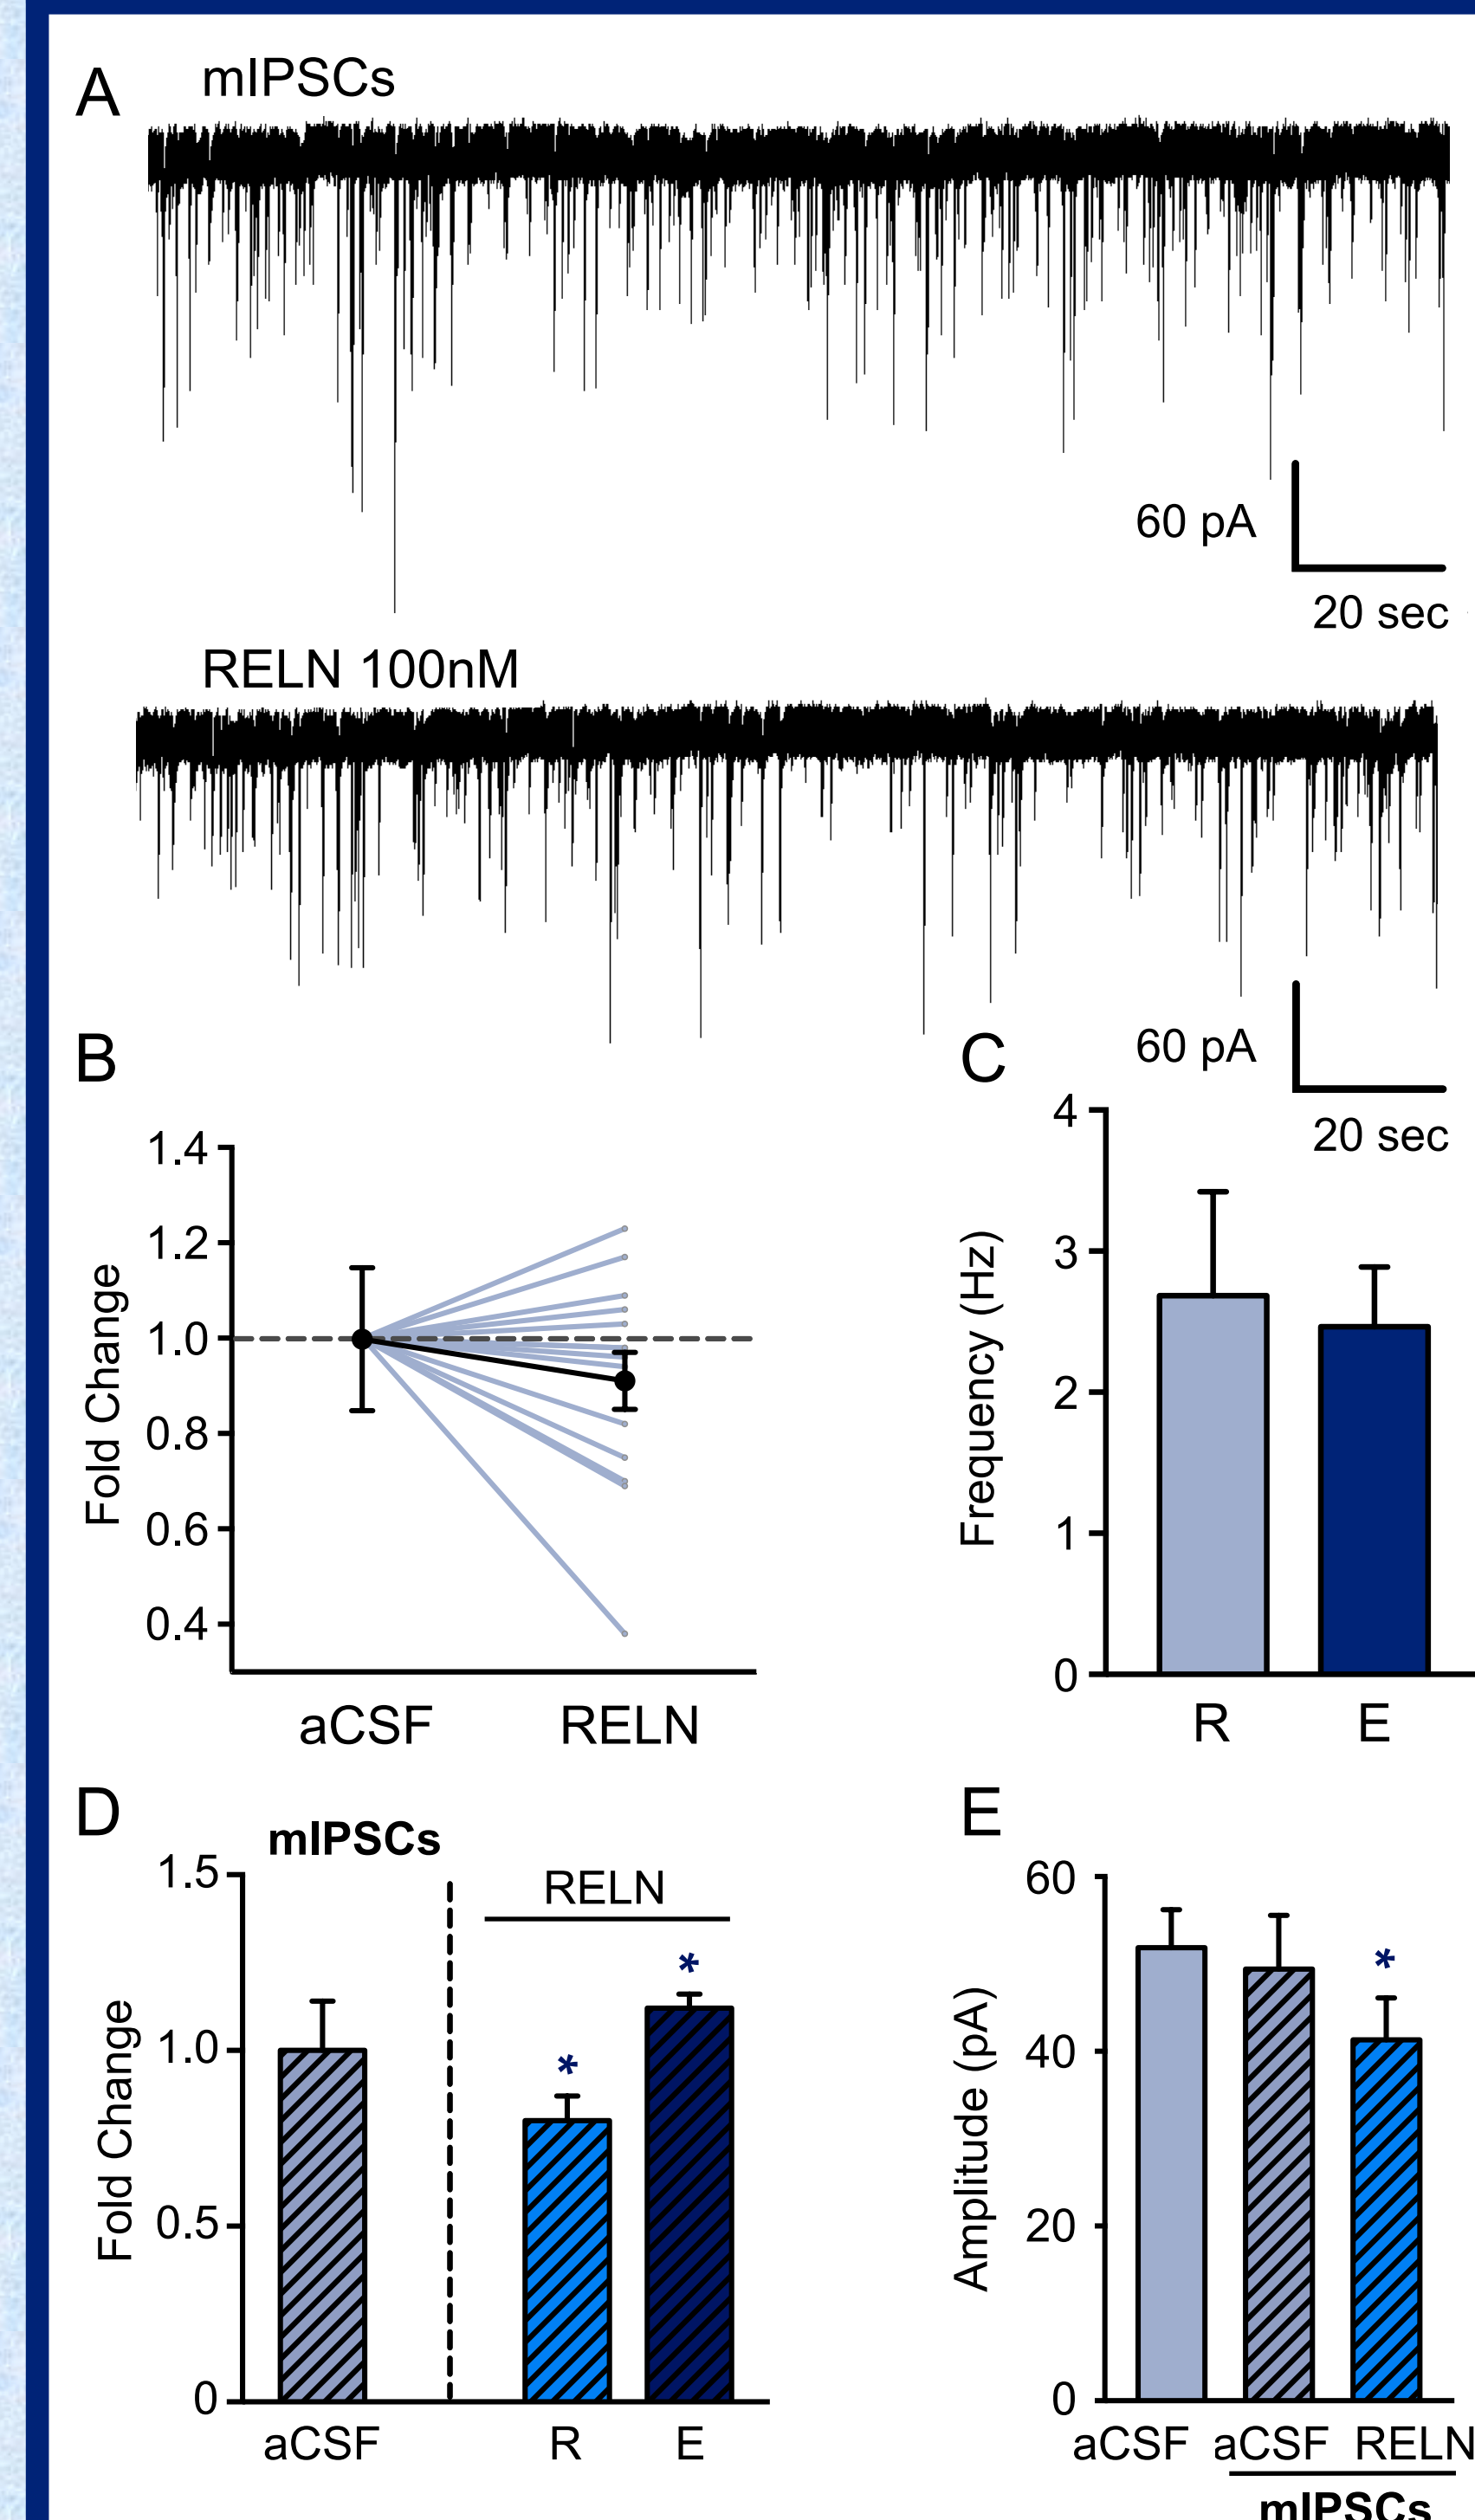 A
mIPSCs
60 pA
20 sec
RELN 100nM
60 pA
20 sec
B
1.4
1.2
1.0
0.8
0.6
0.4
Fold Change
aCSF
RELN
C
4
3
2
1
0
Frequency (Hz)
R
E
D
mIPSCs
1.5
1.0
0.5
0
Fold Change
RELN
*
*
aCSF
R
E
E
60
40
20
0
Amplitude (pA)
*
aCSF
aCSF
RELN
mIPSCs